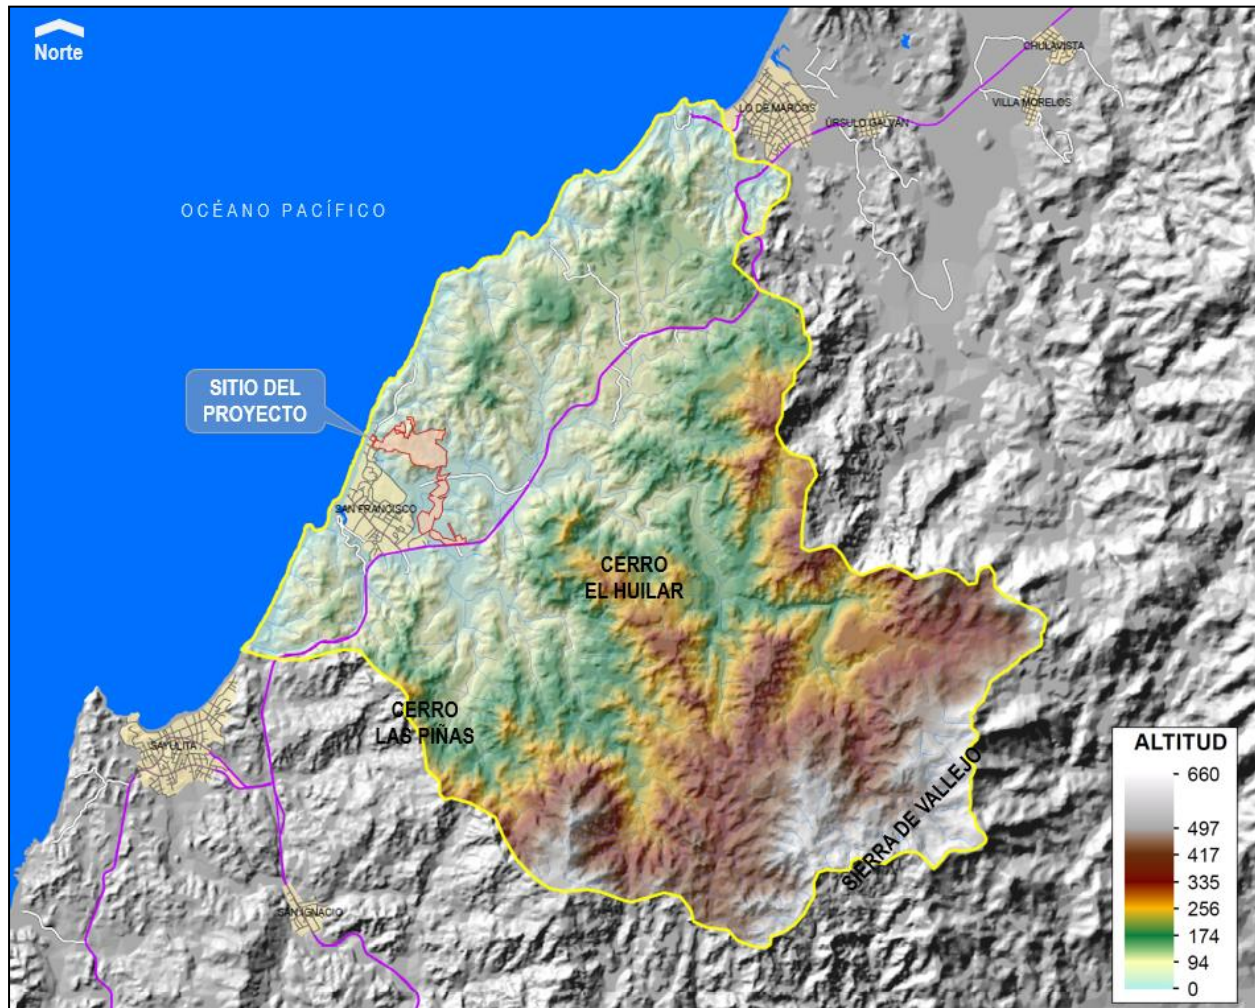 Norte
CHULAVISTA
VILLA MORELOS
LO DE MARCOS
ÚRSULO GALVÁN
OCÉANO PACÍFICO
SITIO DEL
PROYECTO
SAN FRANCISCO
CERRO
EL HUILAR
CERRO
LAS PIÑAS
SAYULITA
SIERRA DE VALLEJO
SAN IGNACIO
ALTITUD
660
497
417
335
256
174
94
0